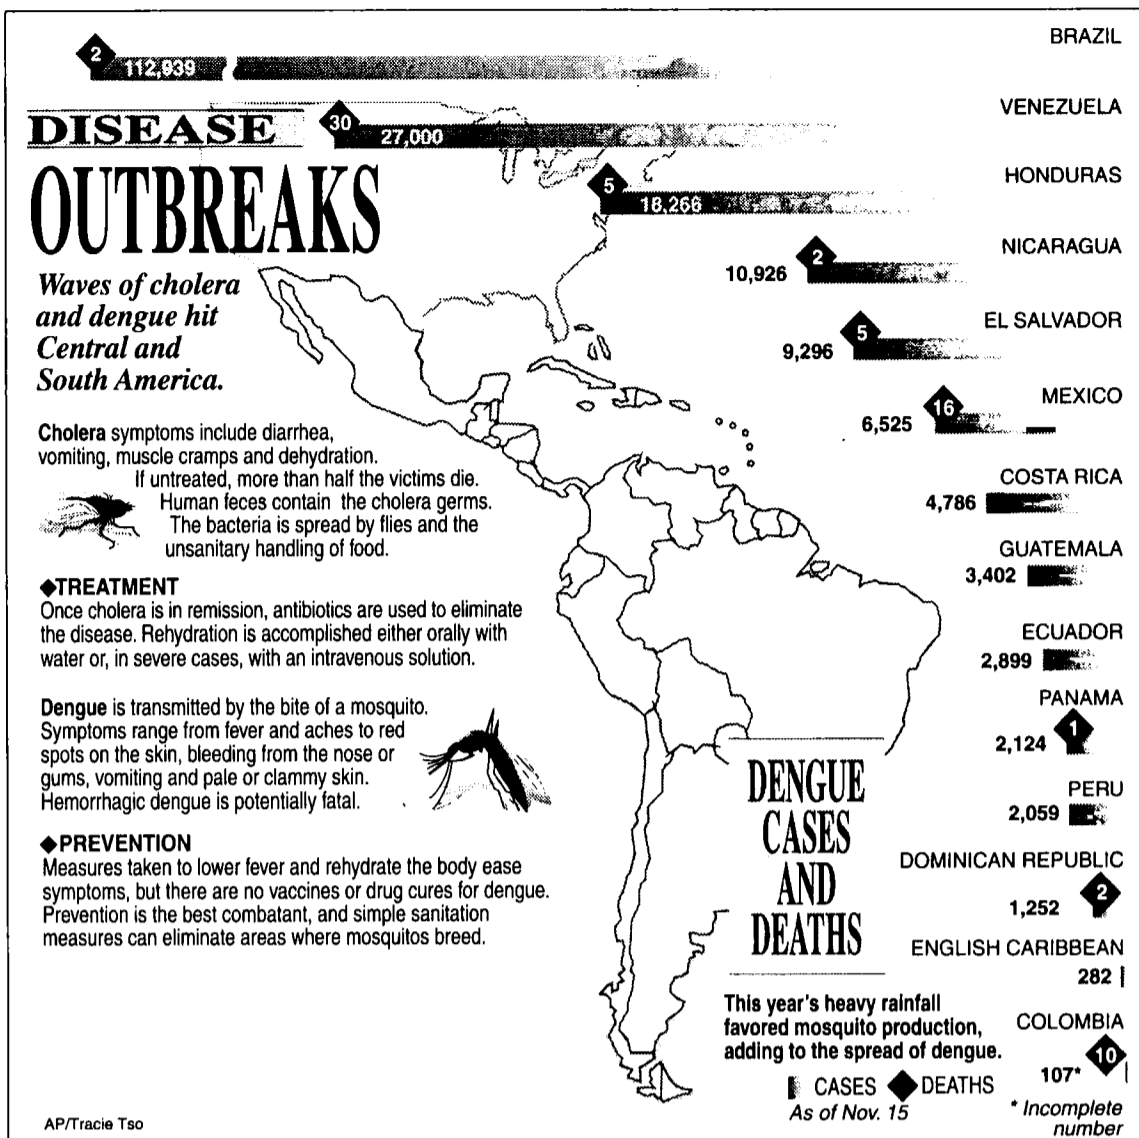 DISEASE
OUTBREAKS
Waves of cholera
and dengue hit
Central and
South America.
Cholera symptoms include diarrhea,
vomiting, muscle cramps and dehydration.
If untreated, more than half the victims die.
Human feces contain the cholera germs.
The bacteria is spread by flies and the
unsanitary handling of food.
◆TREATMENT
Once cholera is in remission, antibiotics are used to eliminate
the disease. Rehydration is accomplished either orally with
water or, in severe cases, with an intravenous solution.
Dengue is transmitted by the bite of a mosquito.
Symptoms range from fever and aches to red
spots on the skin, bleeding from the nose or
gums, vomiting and pale or clammy skin.
Hemorrhagic dengue is potentially fatal.
◆PREVENTION
Measures taken to lower fever and rehydrate the body ease
symptoms, but there are no vaccines or drug cures for dengue.
Prevention is the best combatant, and simple sanitation
measures can eliminate areas where mosquitos breed.
AP/Tracie Tso
BRAZIL
2
112,939
VENEZUELA
30
27,000
HONDURAS
5
18,266
NICARAGUA
2
10,926
EL SALVADOR
5
9,296
MEXICO
16
6,525
COSTA RICA
4,786
GUATEMALA
3,402
ECUADOR
2,899
PANAMA
1
2,124
PERU
2,059
DOMINICAN REPUBLIC
2
1,252
ENGLISH CARIBBEAN
282
COLOMBIA
10
107*
* Incomplete
number
DENGUE
CASES
AND
DEATHS
This year's heavy rainfall
favored mosquito production,
adding to the spread of dengue.
CASES ◆ DEATHS
As of Nov. 15